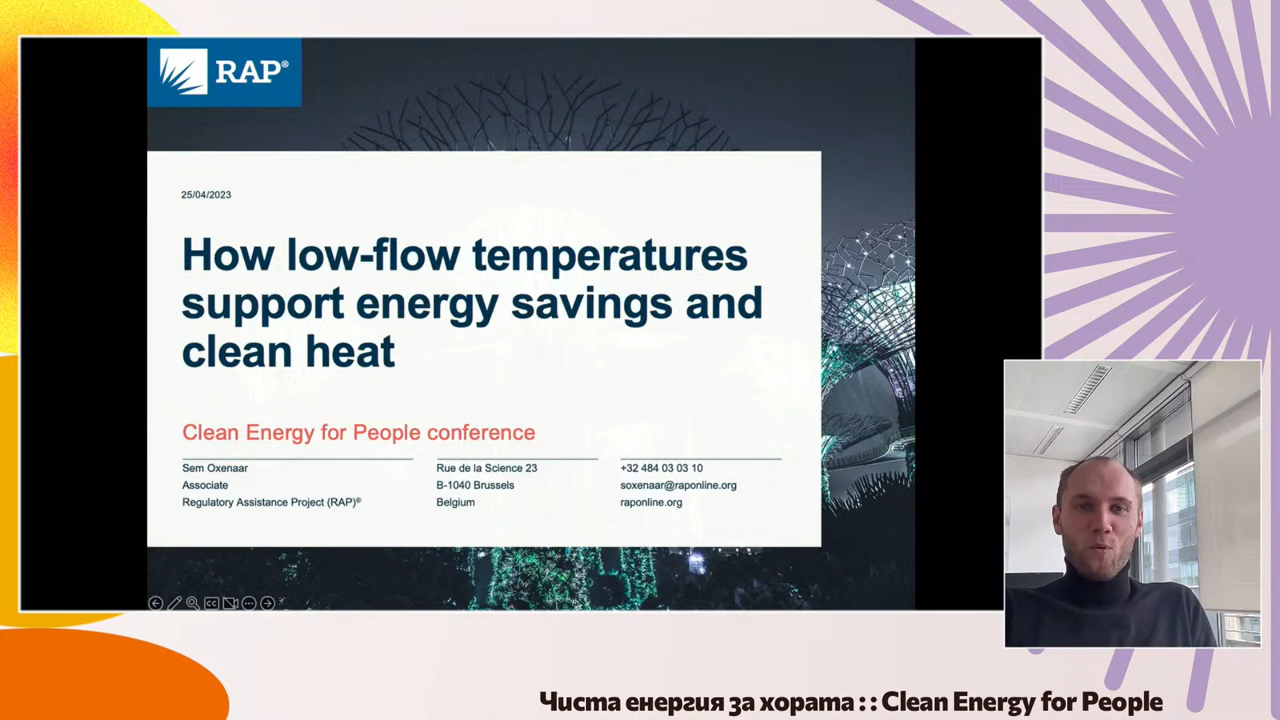 RAP®
25/04/2023
How low-flow temperatures
support energy savings and
clean heat
Clean Energy for People conference
Sem Oxenaar
Associate
Regulatory Assistance Project (RAP)®
Rue de la Science 23
B-1040 Brussels
Belgium
+32 484 03 03 10
soxenaar@raponline.org
raponline.org
Чиста енергия за хората :: Clean Energy for People